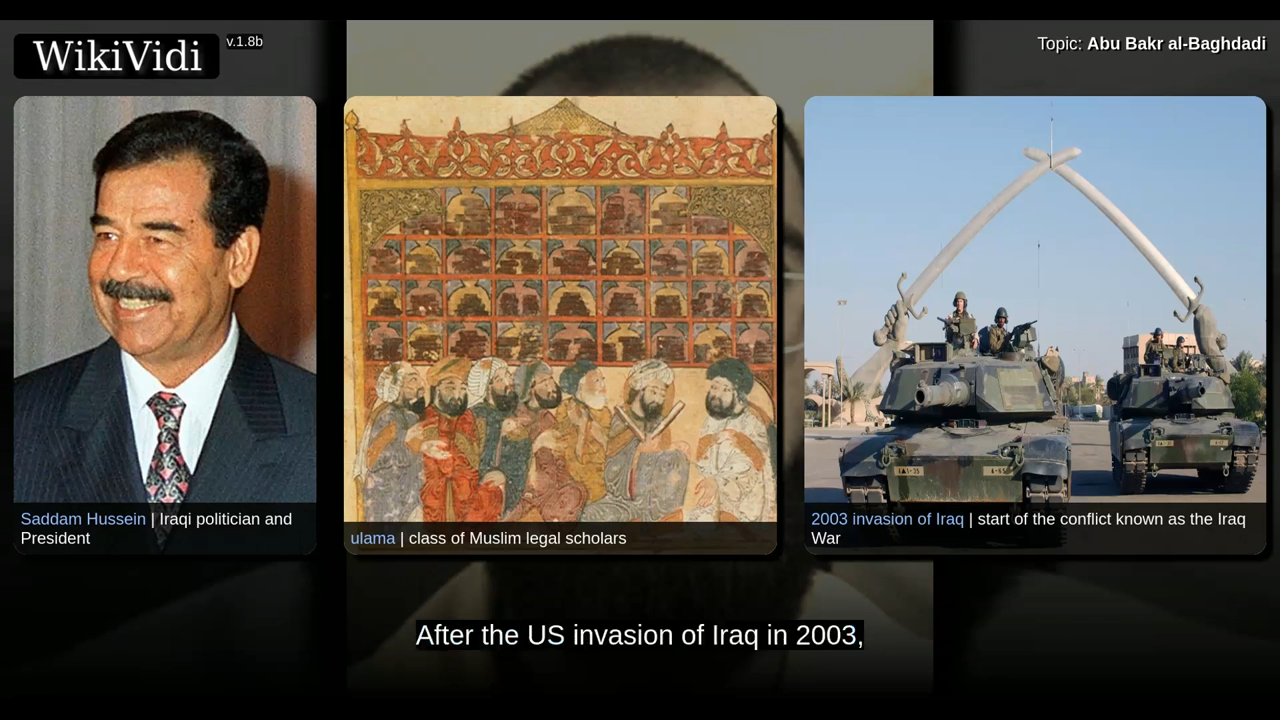 WikiVidi v.1.8b
Topic: Abu Bakr al-Baghdadi
Saddam Hussein | Iraqi politician and
President
ulama | class of Muslim legal scholars
2003 invasion of Iraq | start of the conflict known as the Iraq
War
After the US invasion of Iraq in 2003,